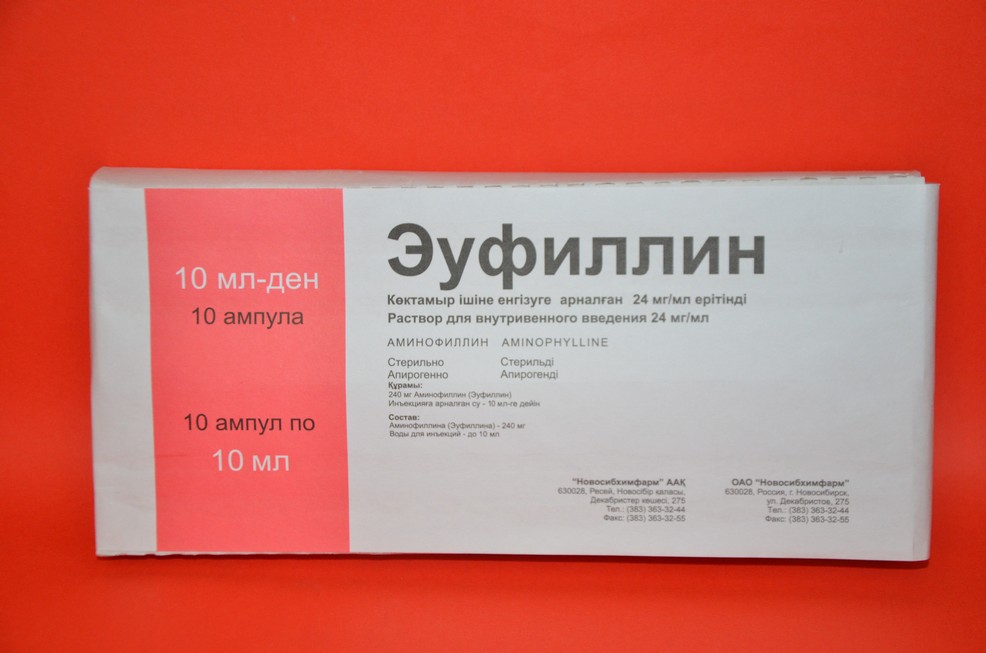 10 мл-ден
10 ампула
10 ампул по
10 мл
Эуфиллин
Көктамыр ішіне енгізуге арналған 24 мг/мл ерітінді
Раствор для внутривенного введения 24 мг/мл
АМИНОФИЛЛИН AMINOPHYLLINE
Стерильно Стерильді
Апирогенно Апирогенді
Құрамы:
240 мг Аминофиллин (Эуфиллин)
Инъекцияға арналған су - 10 мл-ге дейін
Состав:
Аминофиллина (Эуфиллина) - 240 мг
Воды для инъекций - до 10 мл
"Новосибхимфарм" ААҚ
630028, Ресей, Новосібір қаласы,
Декабристер көшесі, 275
Тел.: (383) 363-32-44
Факс: (383) 363-32-55
ОАО "Новосибхимфарм"
630028, Россия, г. Новосибирск,
ул. Декабристов, 275
Тел.: (383) 363-32-44
Факс: (383) 363-32-55